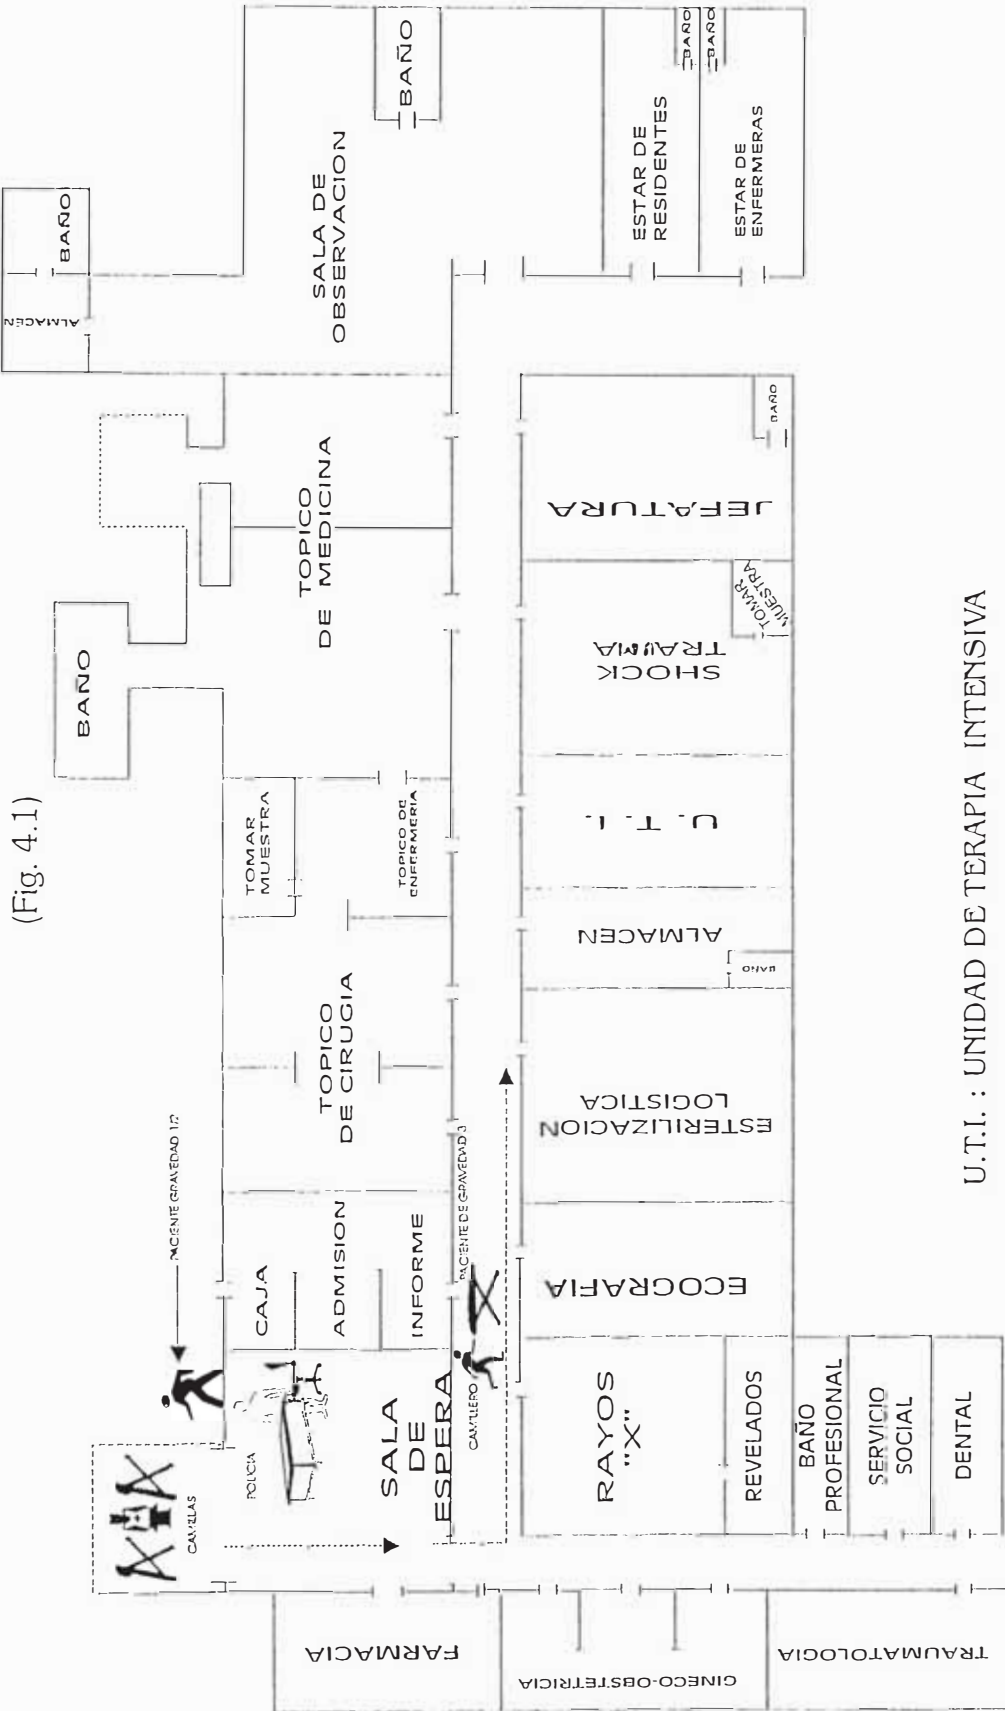 (Fig. 4.1)
BAÑO
ALMACÉN
BAÑO
BAÑO
SALA DE
OBSERVACION
ESTAR DE
RESIDENTES
BAÑO
BAÑO
ESTAR DE
ENFERMERAS
TOPICO
DE MEDICINA
TOMAR
MUESTRA
TOPICO DE
ENFERMERIA
TOPICO
DE CIRUGIA
PACIENTE GRAVEDAD 1/2
CAJA
ADMISION
INFORME
CAMILLAS
POLICIA
SALA
DE
ESPERA
CAMILLERO
PACIENTE DE GRAVEDAD 3
JEFATURA
BAÑO
SHOCK
TRAUMA
TOMAR
MUESTRA
U. T. I.
ALMACEN
BAÑO
ESTERILIZACION
LOGISTICA
ECOGRAFIA
RAYOS
"X"
REVELADOS
BAÑO
PROFESIONAL
SERVICIO
SOCIAL
DENTAL
FARMACIA
GINECO-OBSTETRICIA
TRAUMATOLOGIA
U.T.I. : UNIDAD DE TERAPIA INTENSIVA